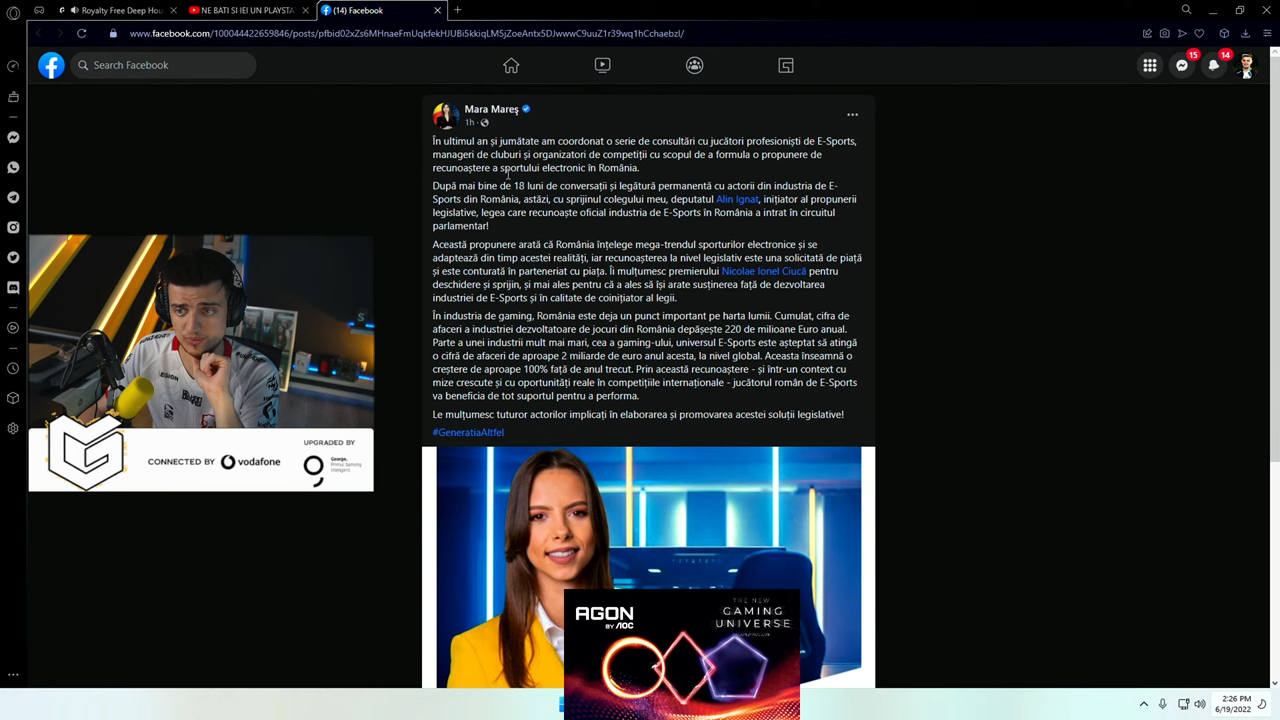 Royalty Free Deep Hou
NE BATI SI IEI UN PLAYSTA
(14) Facebook
www.facebook.com/100044422659846/posts/pfbid02xZs6MHnaeFmUqkfekHJUBi5kkiqLM5jZoeAntx5DJwwwC9uuZ1r39wq1hCchaebzl/
Search Facebook
15
14
Mara Mareș
1h
În ultimul an și jumătate am coordonat o serie de consultări cu jucători profesioniști de E-Sports,
manageri de cluburi și organizatori de competiții cu scopul de a formula o propunere de
recunoaștere a sportului electronic în România.
După mai bine de 18 luni de conversații și legătură permanentă cu actorii din industria de E-
Sports din România, astăzi, cu sprijinul colegului meu, deputatul Alin Ignat, inițiator al propunerii
legislative, legea care recunoaște oficial industria de E-Sports în România a intrat în circuitul
parlamentar!
Această propunere arată că România înțelege mega-trendul sporturilor electronice și se
adaptează din timp acestei realități, iar recunoașterea la nivel legislativ este una solicitată de piață
și este conturată în parteneriat cu piața. Îi mulțumesc premierului Nicolae Ionel Ciucă pentru
deschidere și sprijin, și mai ales pentru că a ales să își arate susținerea față de dezvoltarea
industriei de E-Sports și în calitate de coinițiator al legii.
În industria de gaming, România este deja un punct important pe harta lumii. Cumulat, cifra de
afaceri a industriei dezvoltatoare de jocuri din România depășește 220 de milioane Euro anual.
Parte a unei industrii mult mai mari, cea a gaming-ului, universul E-Sports este așteptat să atingă
o cifră de afaceri de aproape 2 miliarde de euro anul acesta, la nivel global. Aceasta înseamnă o
creștere de aproape 100% față de anul trecut. Prin această recunoaștere - și într-un context cu
mize crescute și cu oportunități reale în competițiile internaționale - jucătorul român de E-Sports
va beneficia de tot suportul pentru a performa.
Le mulțumesc tuturor actorilor implicați în elaborarea și promovarea acestei soluții legislative!
#GeneratiaAltfel
CONNECTED BY vodafone
UPGRADED BY
George.
Primul Banking
Inteligent
AGON
BY AOC
THE NEW
GAMING
UNIVERSE
2:26 PM
6/19/2022